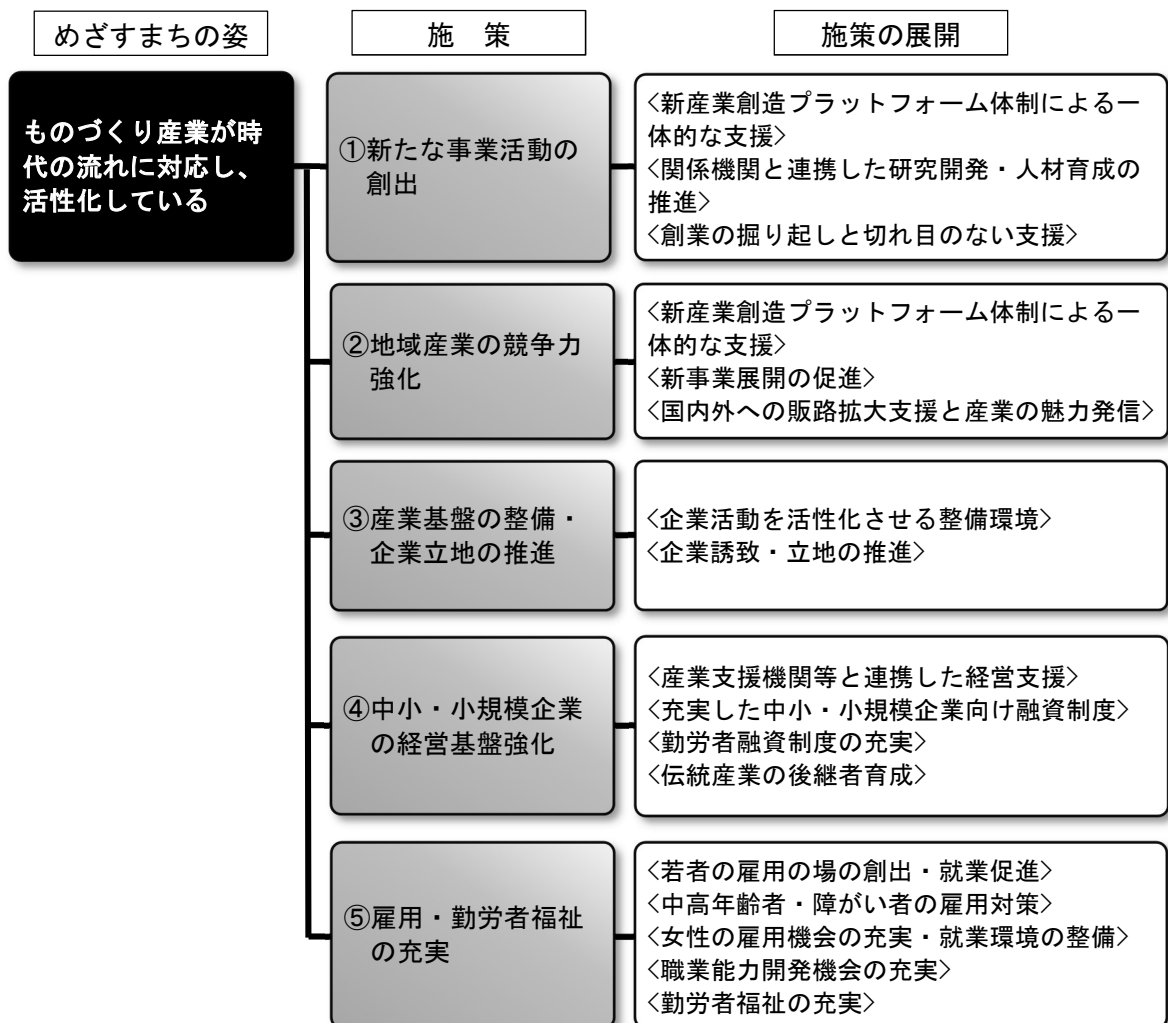 めざすまちの姿
施　策
施策の展開
ものづくり産業が時
代の流れに対応し、
活性化している
①新たな事業活動の
創出
<新産業創造プラットフォーム体制による一
体的な支援>
<関係機関と連携した研究開発・人材育成の
推進>
<創業の掘り起しと切れ目のない支援>
②地域産業の競争力
強化
<新産業創造プラットフォーム体制による一
体的な支援>
<新事業展開の促進>
<国内外への販路拡大支援と産業の魅力発信>
③産業基盤の整備・
企業立地の推進
<企業活動を活性化させる整備環境>
<企業誘致・立地の推進>
④中小・小規模企業
の経営基盤強化
<産業支援機関等と連携した経営支援>
<充実した中小・小規模企業向け融資制度>
<勤労者融資制度の充実>
<伝統産業の後継者育成>
⑤雇用・勤労者福祉
の充実
<若者の雇用の場の創出・就業促進>
<中高年齢者・障がい者の雇用対策>
<女性の雇用機会の充実・就業環境の整備>
<職業能力開発機会の充実>
<勤労者福祉の充実>